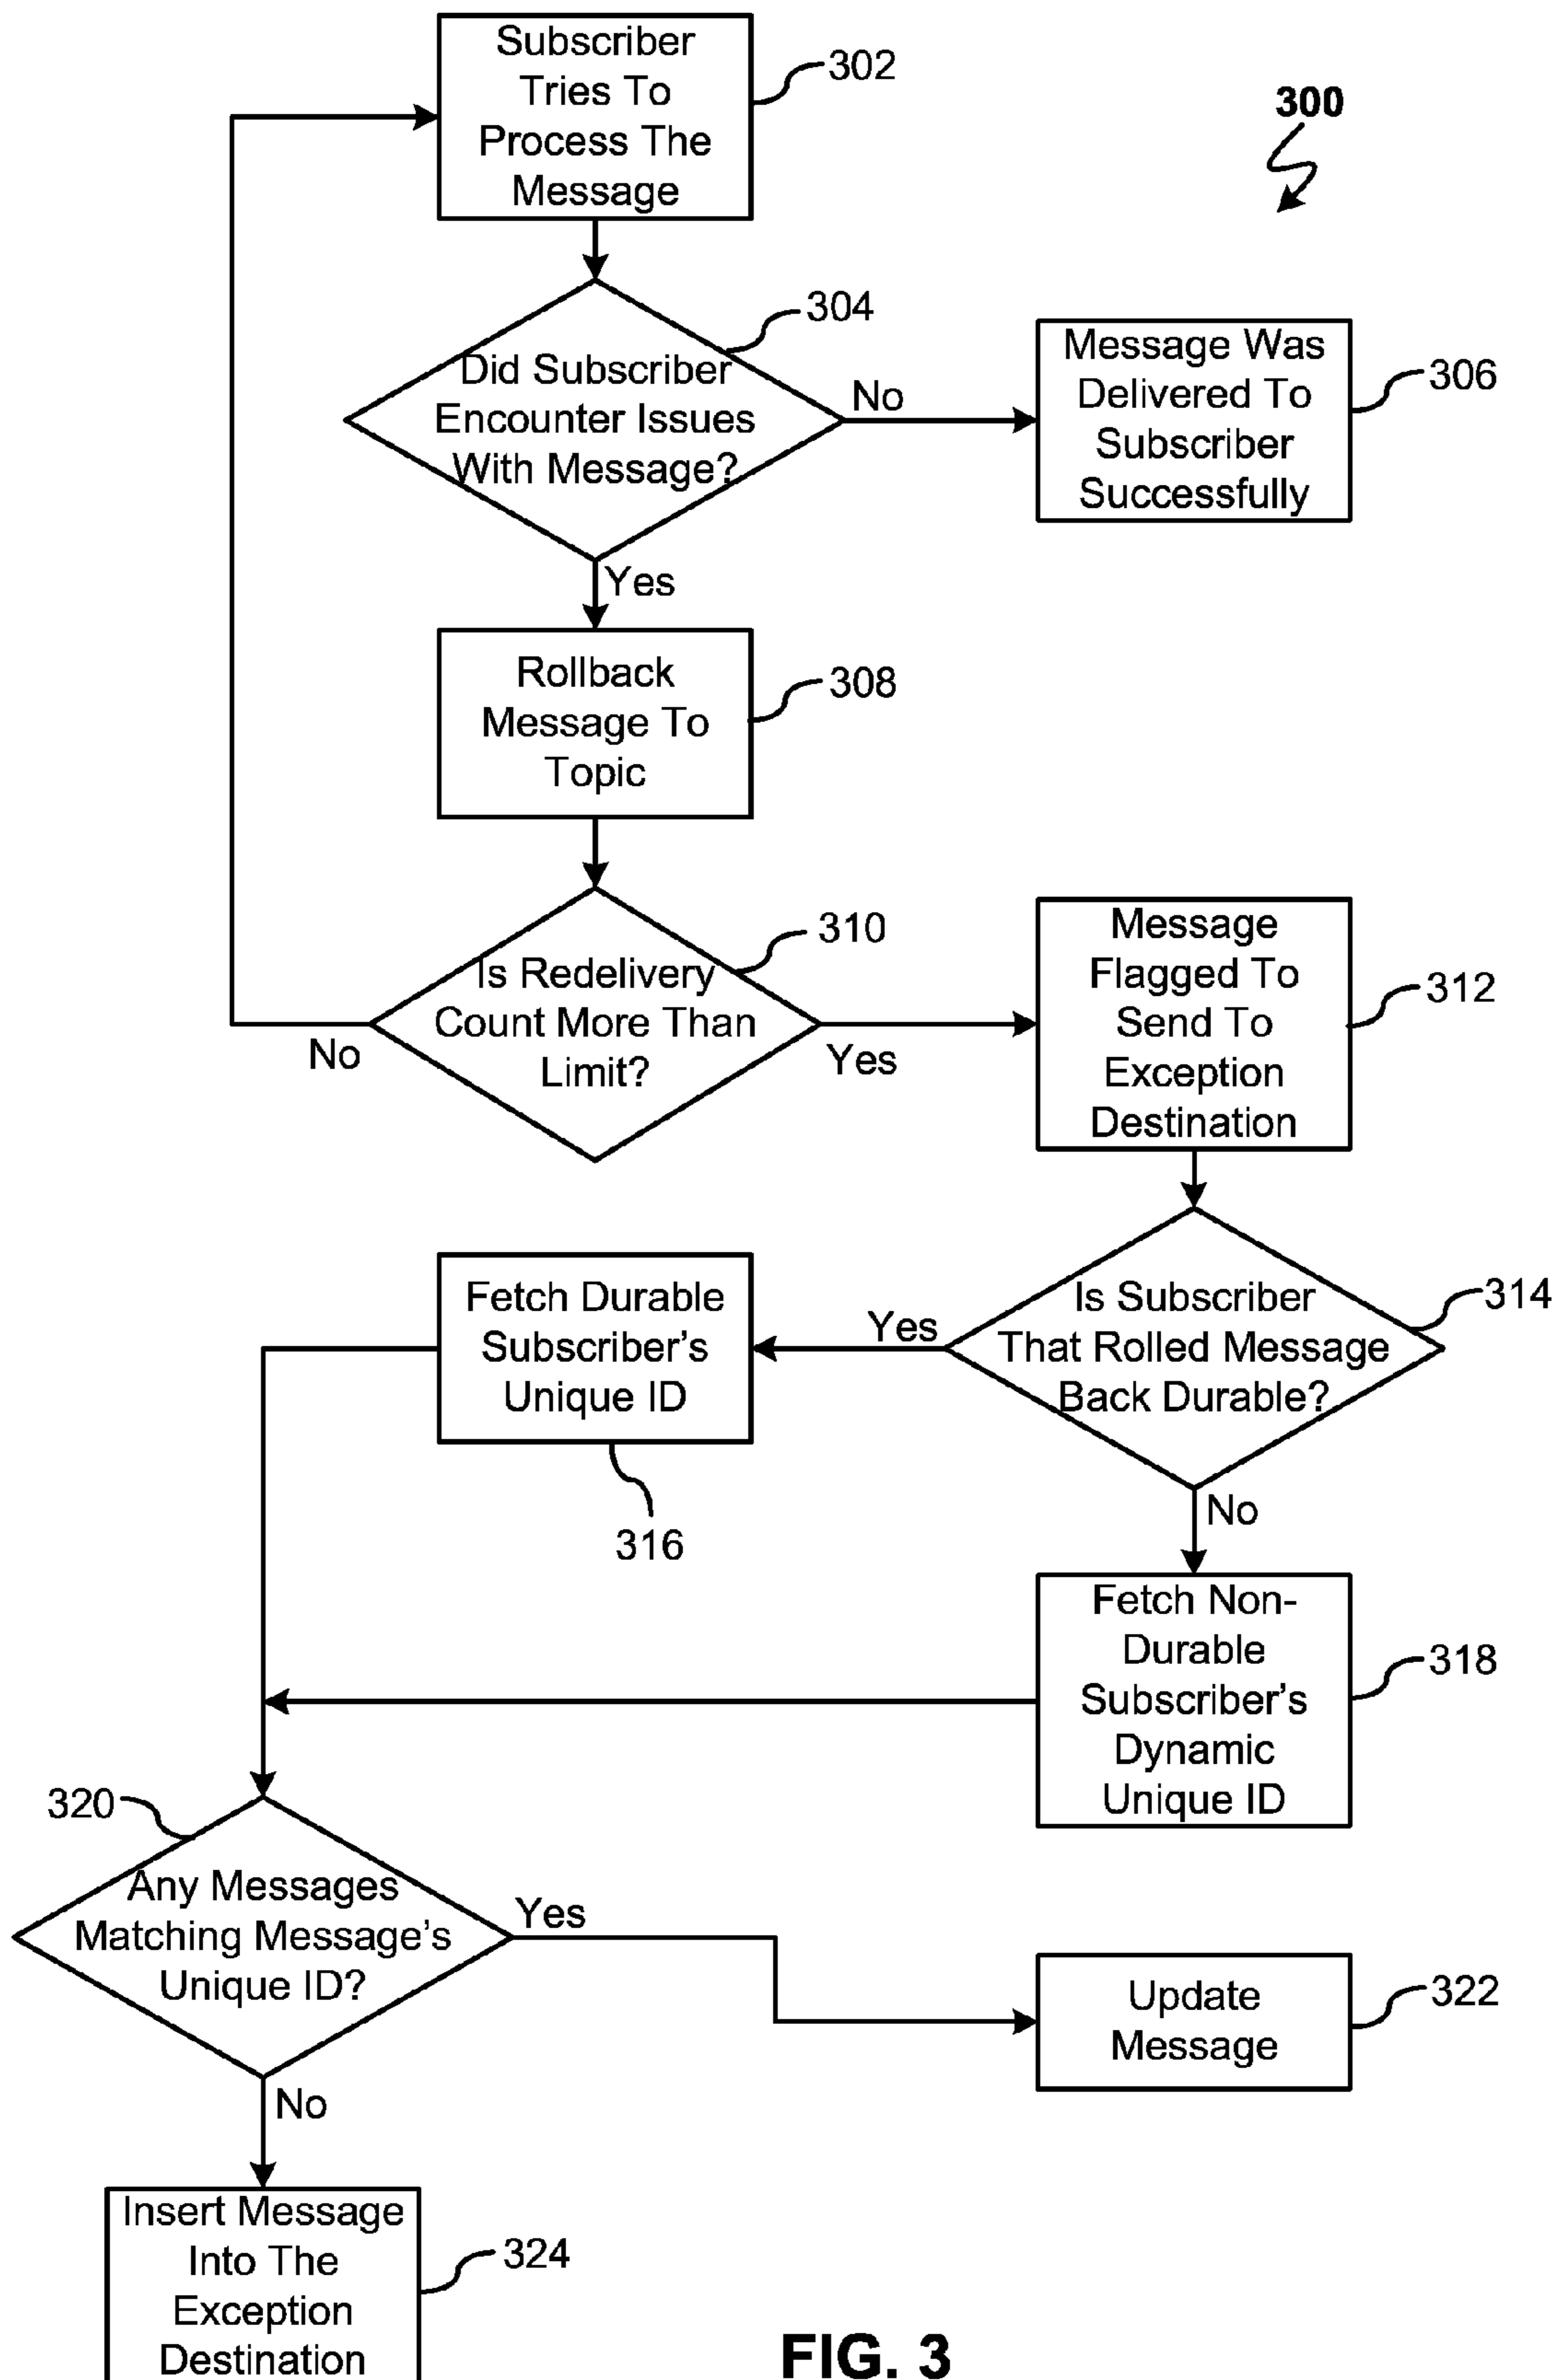 Subscriber
Tries To
Process The
Message
302
300
304
Did Subscriber
Encounter Issues
With Message?
No
Message Was
Delivered To
Subscriber
Successfully
306
Yes
Rollback
Message To
Topic
308
310
Is Redelivery
Count More Than
Limit?
No
Yes
Message
Flagged To
Send To
Exception
Destination
312
Fetch Durable
Subscriber's
Unique ID
316
Yes
Is Subscriber
That Rolled Message
Back Durable?
314
No
Fetch Non-
Durable
Subscriber's
Dynamic
Unique ID
318
320
Any Messages
Matching Message's
Unique ID?
Yes
Update
Message
322
No
Insert Message
Into The
Exception
Destination
324
FIG. 3